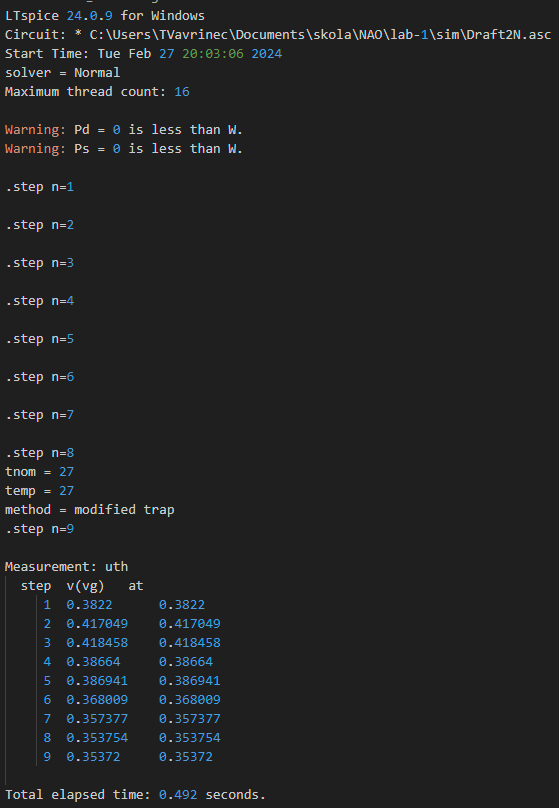 LTspice 24.0.9 for Windows
Circuit: * C:\Users\TVavrinec\Documents\skola\NAO\lab-1\sim\Draft2N.asc
Start Time: Tue Feb 27 20:03:06 2024
solver = Normal
Maximum thread count: 16
Warning: Pd = 0 is less than W.
Warning: Ps = 0 is less than W.
.step n=1
.step n=2
.step n=3
.step n=4
.step n=5
.step n=6
.step n=7
.step n=8
tnom = 27
temp = 27
method = modified trap
.step n=9
Measurement: uth
step v(vg) at
1 0.3822 0.3822
2 0.417049 0.417049
3 0.418458 0.418458
4 0.38664 0.38664
5 0.386941 0.386941
6 0.368009 0.368009
7 0.357377 0.357377
8 0.353754 0.353754
9 0.35372 0.35372
Total elapsed time: 0.492 seconds.